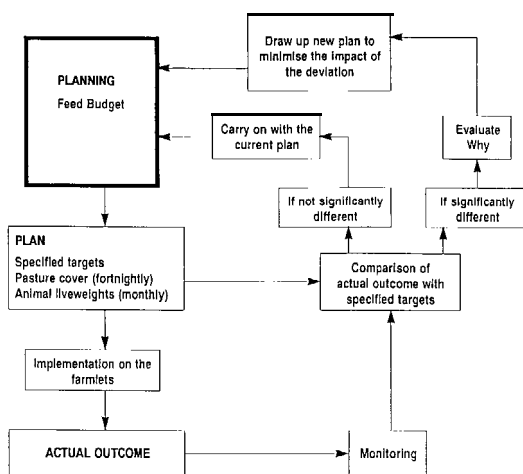 PLANNING
Feed Budget
Draw up new plan to
minimise the impact of
the deviation
Carry on with the
current plan
Evaluate
Why
If not significantly
different
If significantly
different
PLAN
Specified targets
Pasture cover (fortnightly)
Animal liveweights (monthly)
Comparison of
actual outcome with
specified targets
Implementation on the
farmlets
ACTUAL OUTCOME
Monitoring